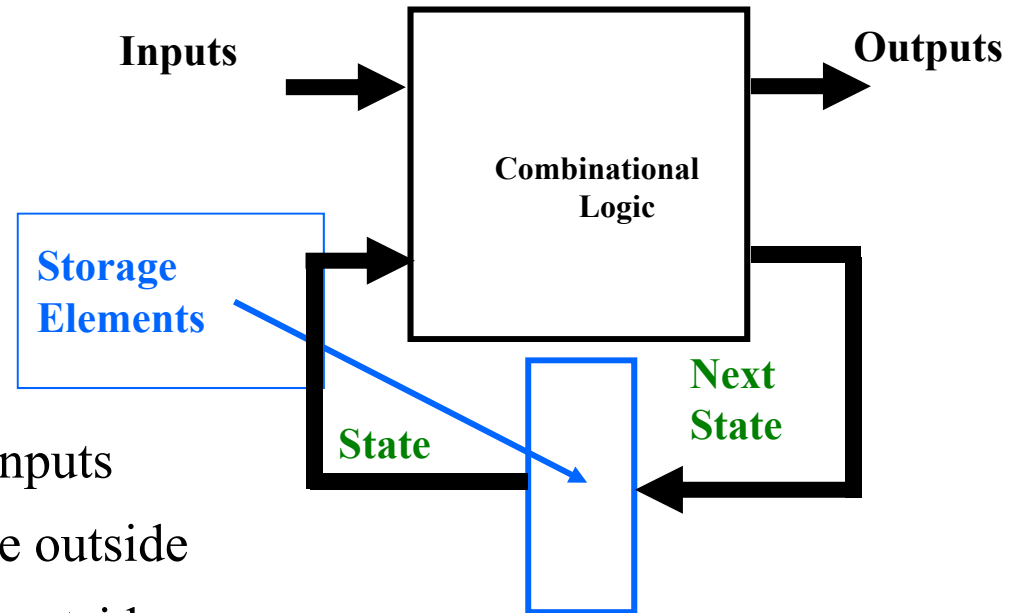 Inputs
Outputs
Combinational
Logic
Storage
Elements
Next
State
State
nputs
e outside